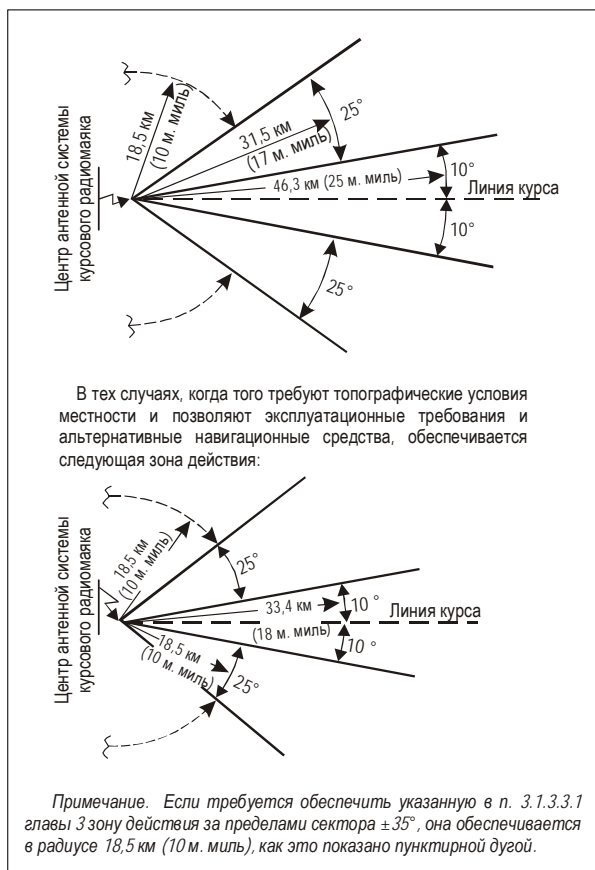 Центр антенной системы
курсового радиомаяка
18,5 км
(10 м. миль)
31,5 км
(17 м. миль)
25°
46,3 км (25 м. миль)
10°
Линия курса
10°
25°
В тех случаях, когда того требуют топографические условия
местности и позволяют эксплуатационные требования и
альтернативные навигационные средства, обеспечивается
следующая зона действия:
Центр антенной системы
курсового радиомаяка
18,5 км
(10 м. миль)
25°
33,4 км
(18 м. миль)
10 °
Линия курса
10 °
18,5 км
(10 м. миль)
25°
Примечание. Если требуется обеспечить указанную в п. 3.1.3.3.1
главы 3 зону действия за пределами сектора ±35°, она обеспечивается
в радиусе 18,5 км (10 м. миль), как это показано пунктирной дугой.